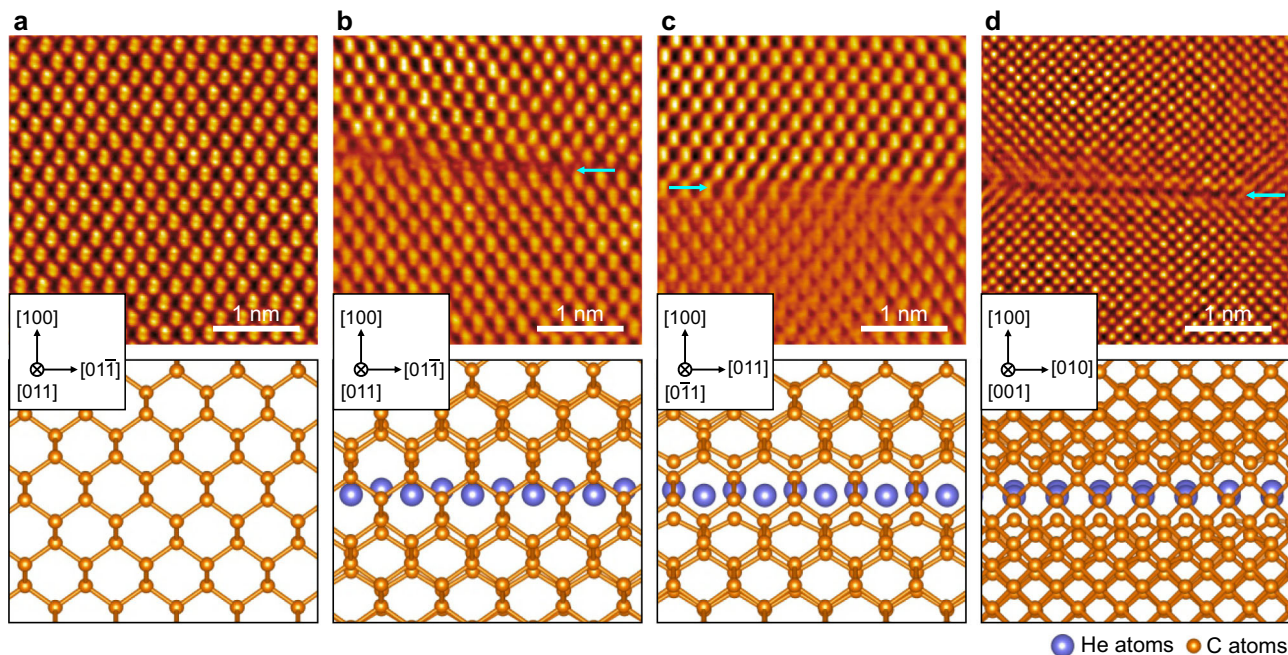 a
b
c
d
1 nm
1 nm
1 nm
1 nm
[100]
[011̅]
[011]
[100]
[011̅]
[011]
[100]
[011]
[01̅1]
[100]
[010]
[001]
He atoms
C atoms